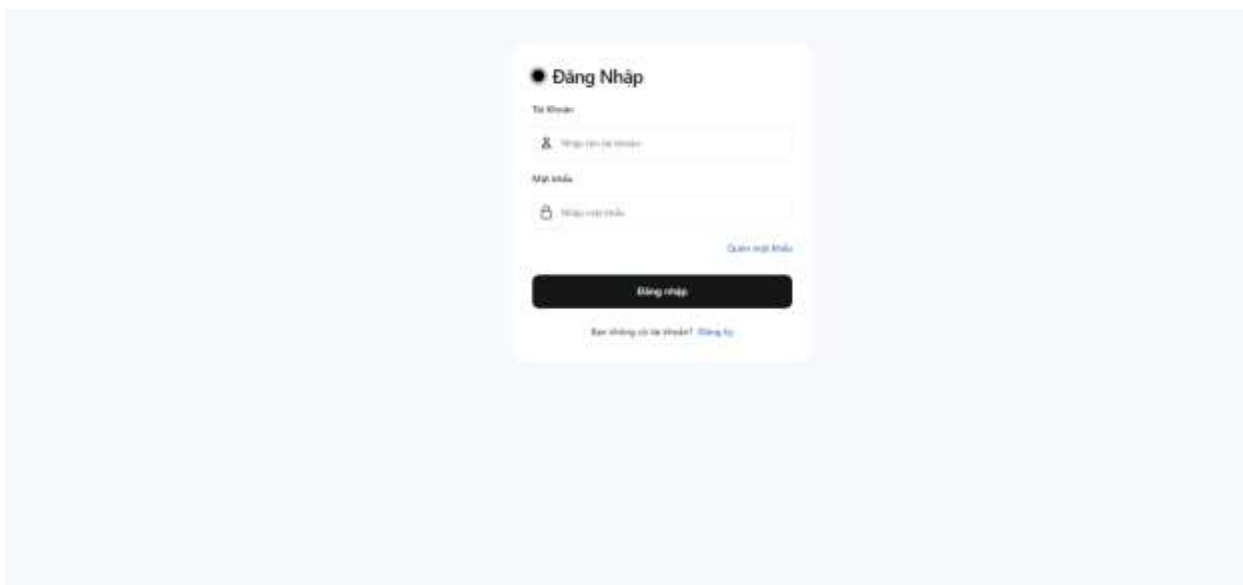 Đăng Nhập
Tài Khoản
Nhập tên tài khoản
Mật khẩu
Nhập mật khẩu
Quên mật khẩu
Đăng nhập
Bạn không có tài khoản? Đăng ký